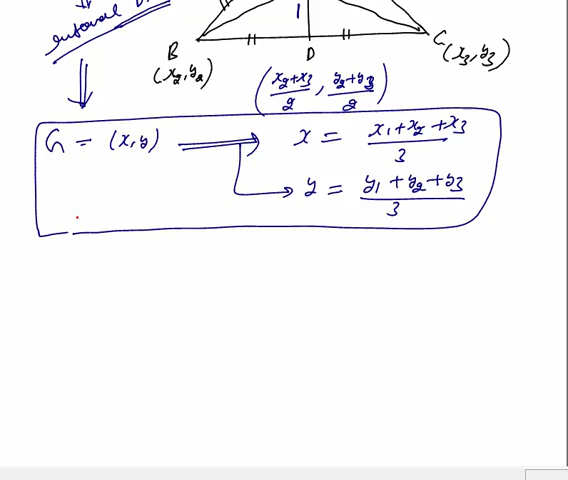 internal
1
B
C (x3, y3)
D
(x2, y2)
(x2+x3/2, y2+y3/2)
G = (x, y) ⟹ x = x1+x2+x3/3
→ y = y1+y2+y3/3